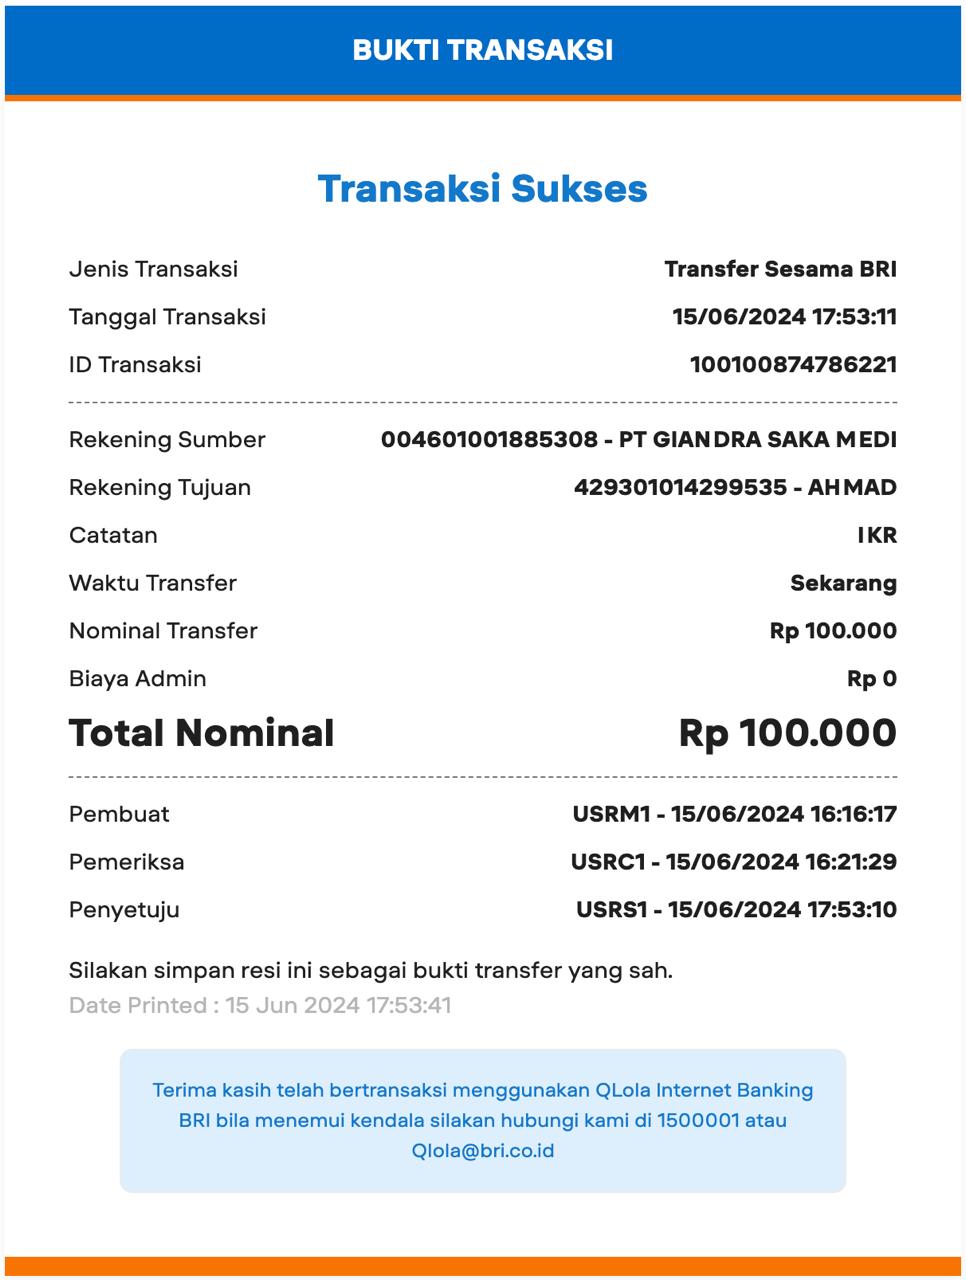 BUKTI TRANSAKSI
Transaksi Sukses
Jenis Transaksi Transfer Sesama BRI
Tanggal Transaksi 15/06/2024 17:53:11
ID Transaksi 100100874786221
Rekening Sumber 004601001885308 - PT GIANDRA SAKA MEDI
Rekening Tujuan 429301014299535 - AHMAD
Catatan IKR
Waktu Transfer Sekarang
Nominal Transfer Rp 100.000
Biaya Admin Rp 0
Total Nominal Rp 100.000
Pembuat USRM1 - 15/06/2024 16:16:17
Pemeriksa USRC1 - 15/06/2024 16:21:29
Penyetuju USRS1 - 15/06/2024 17:53:10
Silakan simpan resi ini sebagai bukti transfer yang sah.
Date Printed : 15 Jun 2024 17:53:41
Terima kasih telah bertransaksi menggunakan QLola Internet Banking
BRI bila menemui kendala silakan hubungi kami di 1500001 atau
Qlola@bri.co.id